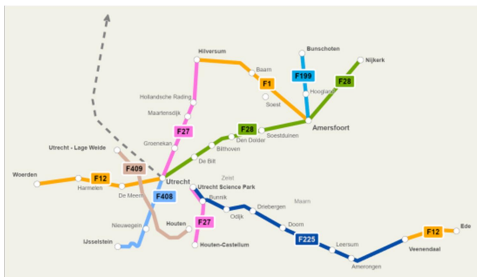 Bunschoten
Hilversum
Nijkerk
Baarn
F199
F28
F1
Hooglan
Hollandsche Rading
Soest
Maartensdijk
Amersfoort
F27
F28
Soestduinen
Groenekan
Den Dolder
Utrecht - Lage Weide
Bilthoven
De Bilt
F409
Woerden
F12
Utrecht
Zeist
Harmelen
Utrecht Science Park
De Meern
F408
Bunnik
Maarn
Driebergen
Odijk
Nieuwegein
Houten
F27
Doorn
F12
Ede
IJsselstein
Houten-Castellum
F225
Leersum
Veenendaal
Amerongen